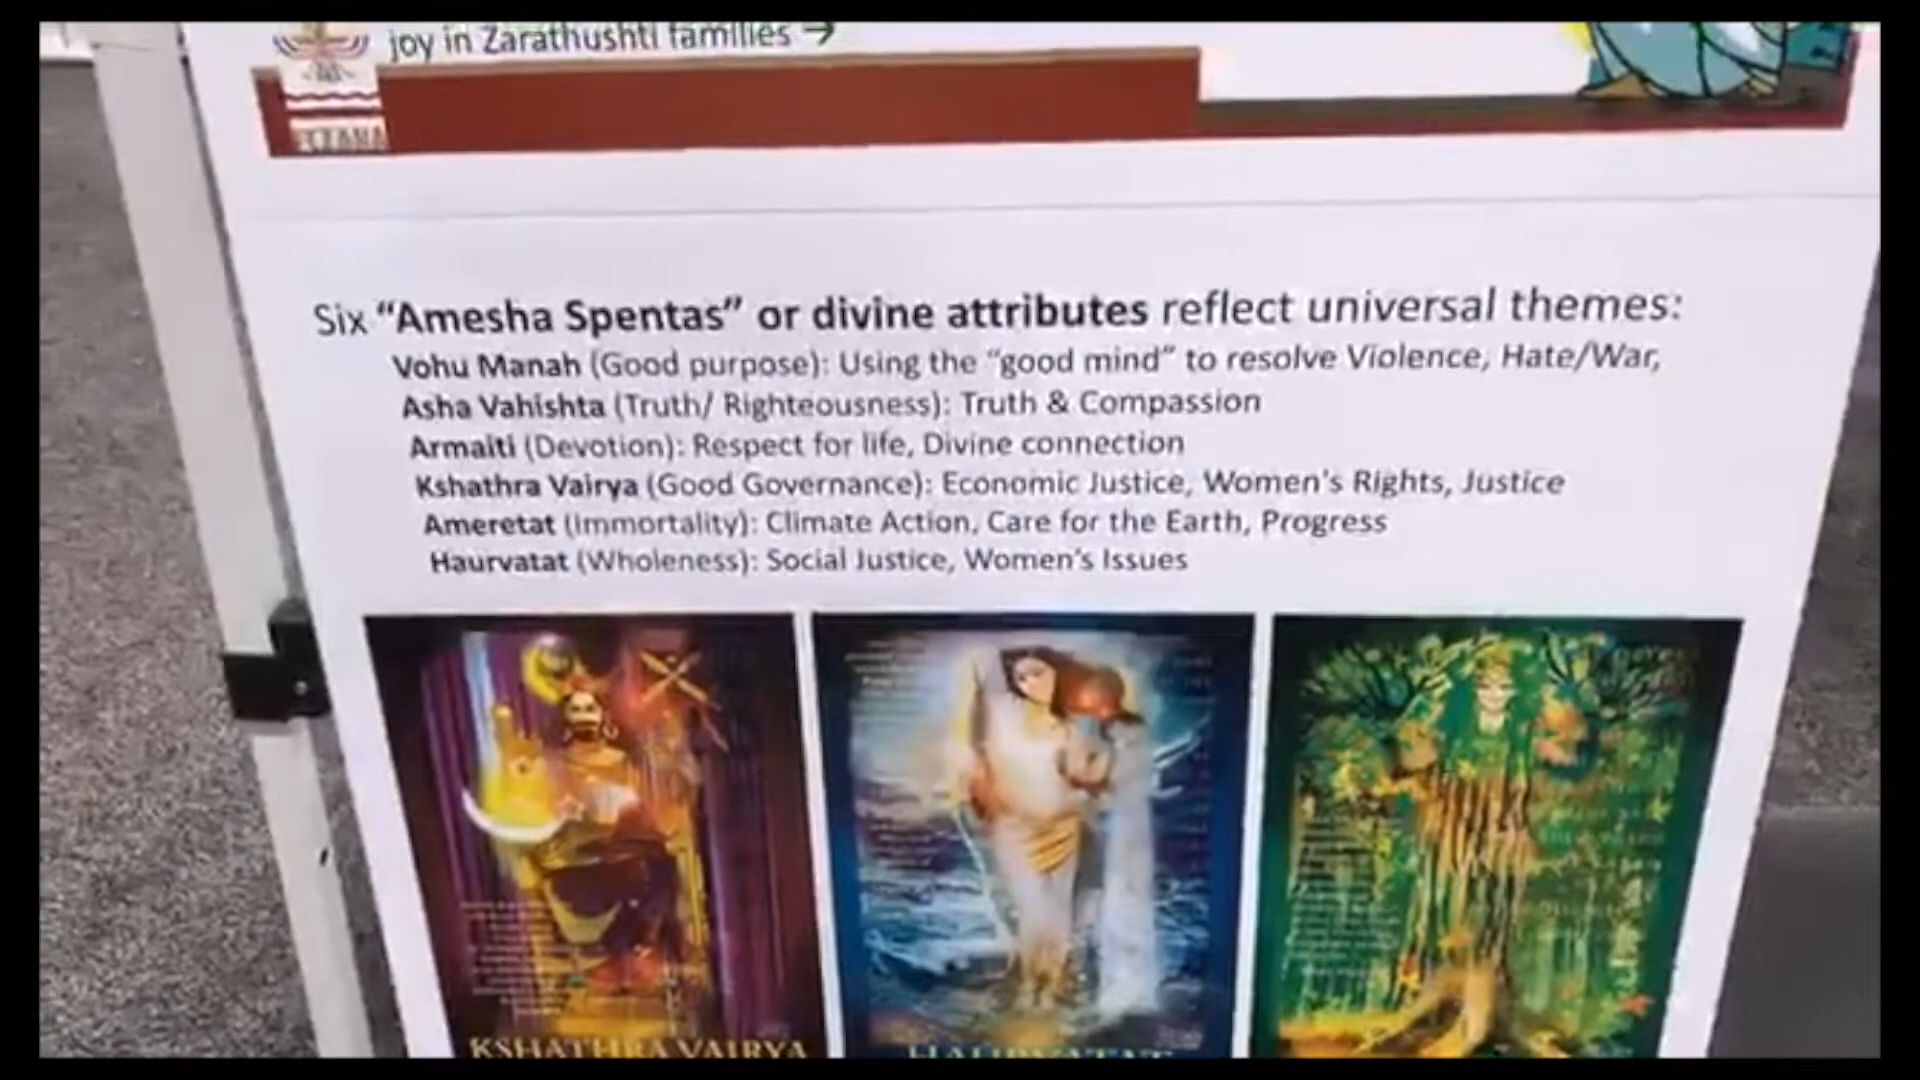 joy in Zarathushti families →
FEZANA
Six “Amesha Spentas” or divine attributes reflect universal themes:
Vohu Manah (Good purpose): Using the “good mind” to resolve Violence, Hate/War,
Asha Vahishta (Truth/ Righteousness): Truth & Compassion
Armaiti (Devotion): Respect for life, Divine connection
Kshathra Vairya (Good Governance): Economic Justice, Women's Rights, Justice
Ameretat (Immortality): Climate Action, Care for the Earth, Progress
Haurvatat (Wholeness): Social Justice, Women's Issues
KSHATHRA VAIRYA
HAURVATAT